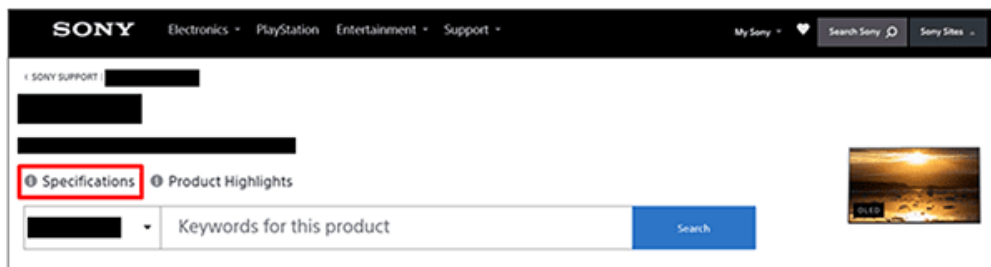 SONY Electronics PlayStation Entertainment Support My Sony Search Sony Sony Sites
< SONY SUPPORT |
Specifications Product Highlights
OLED
Keywords for this product Search